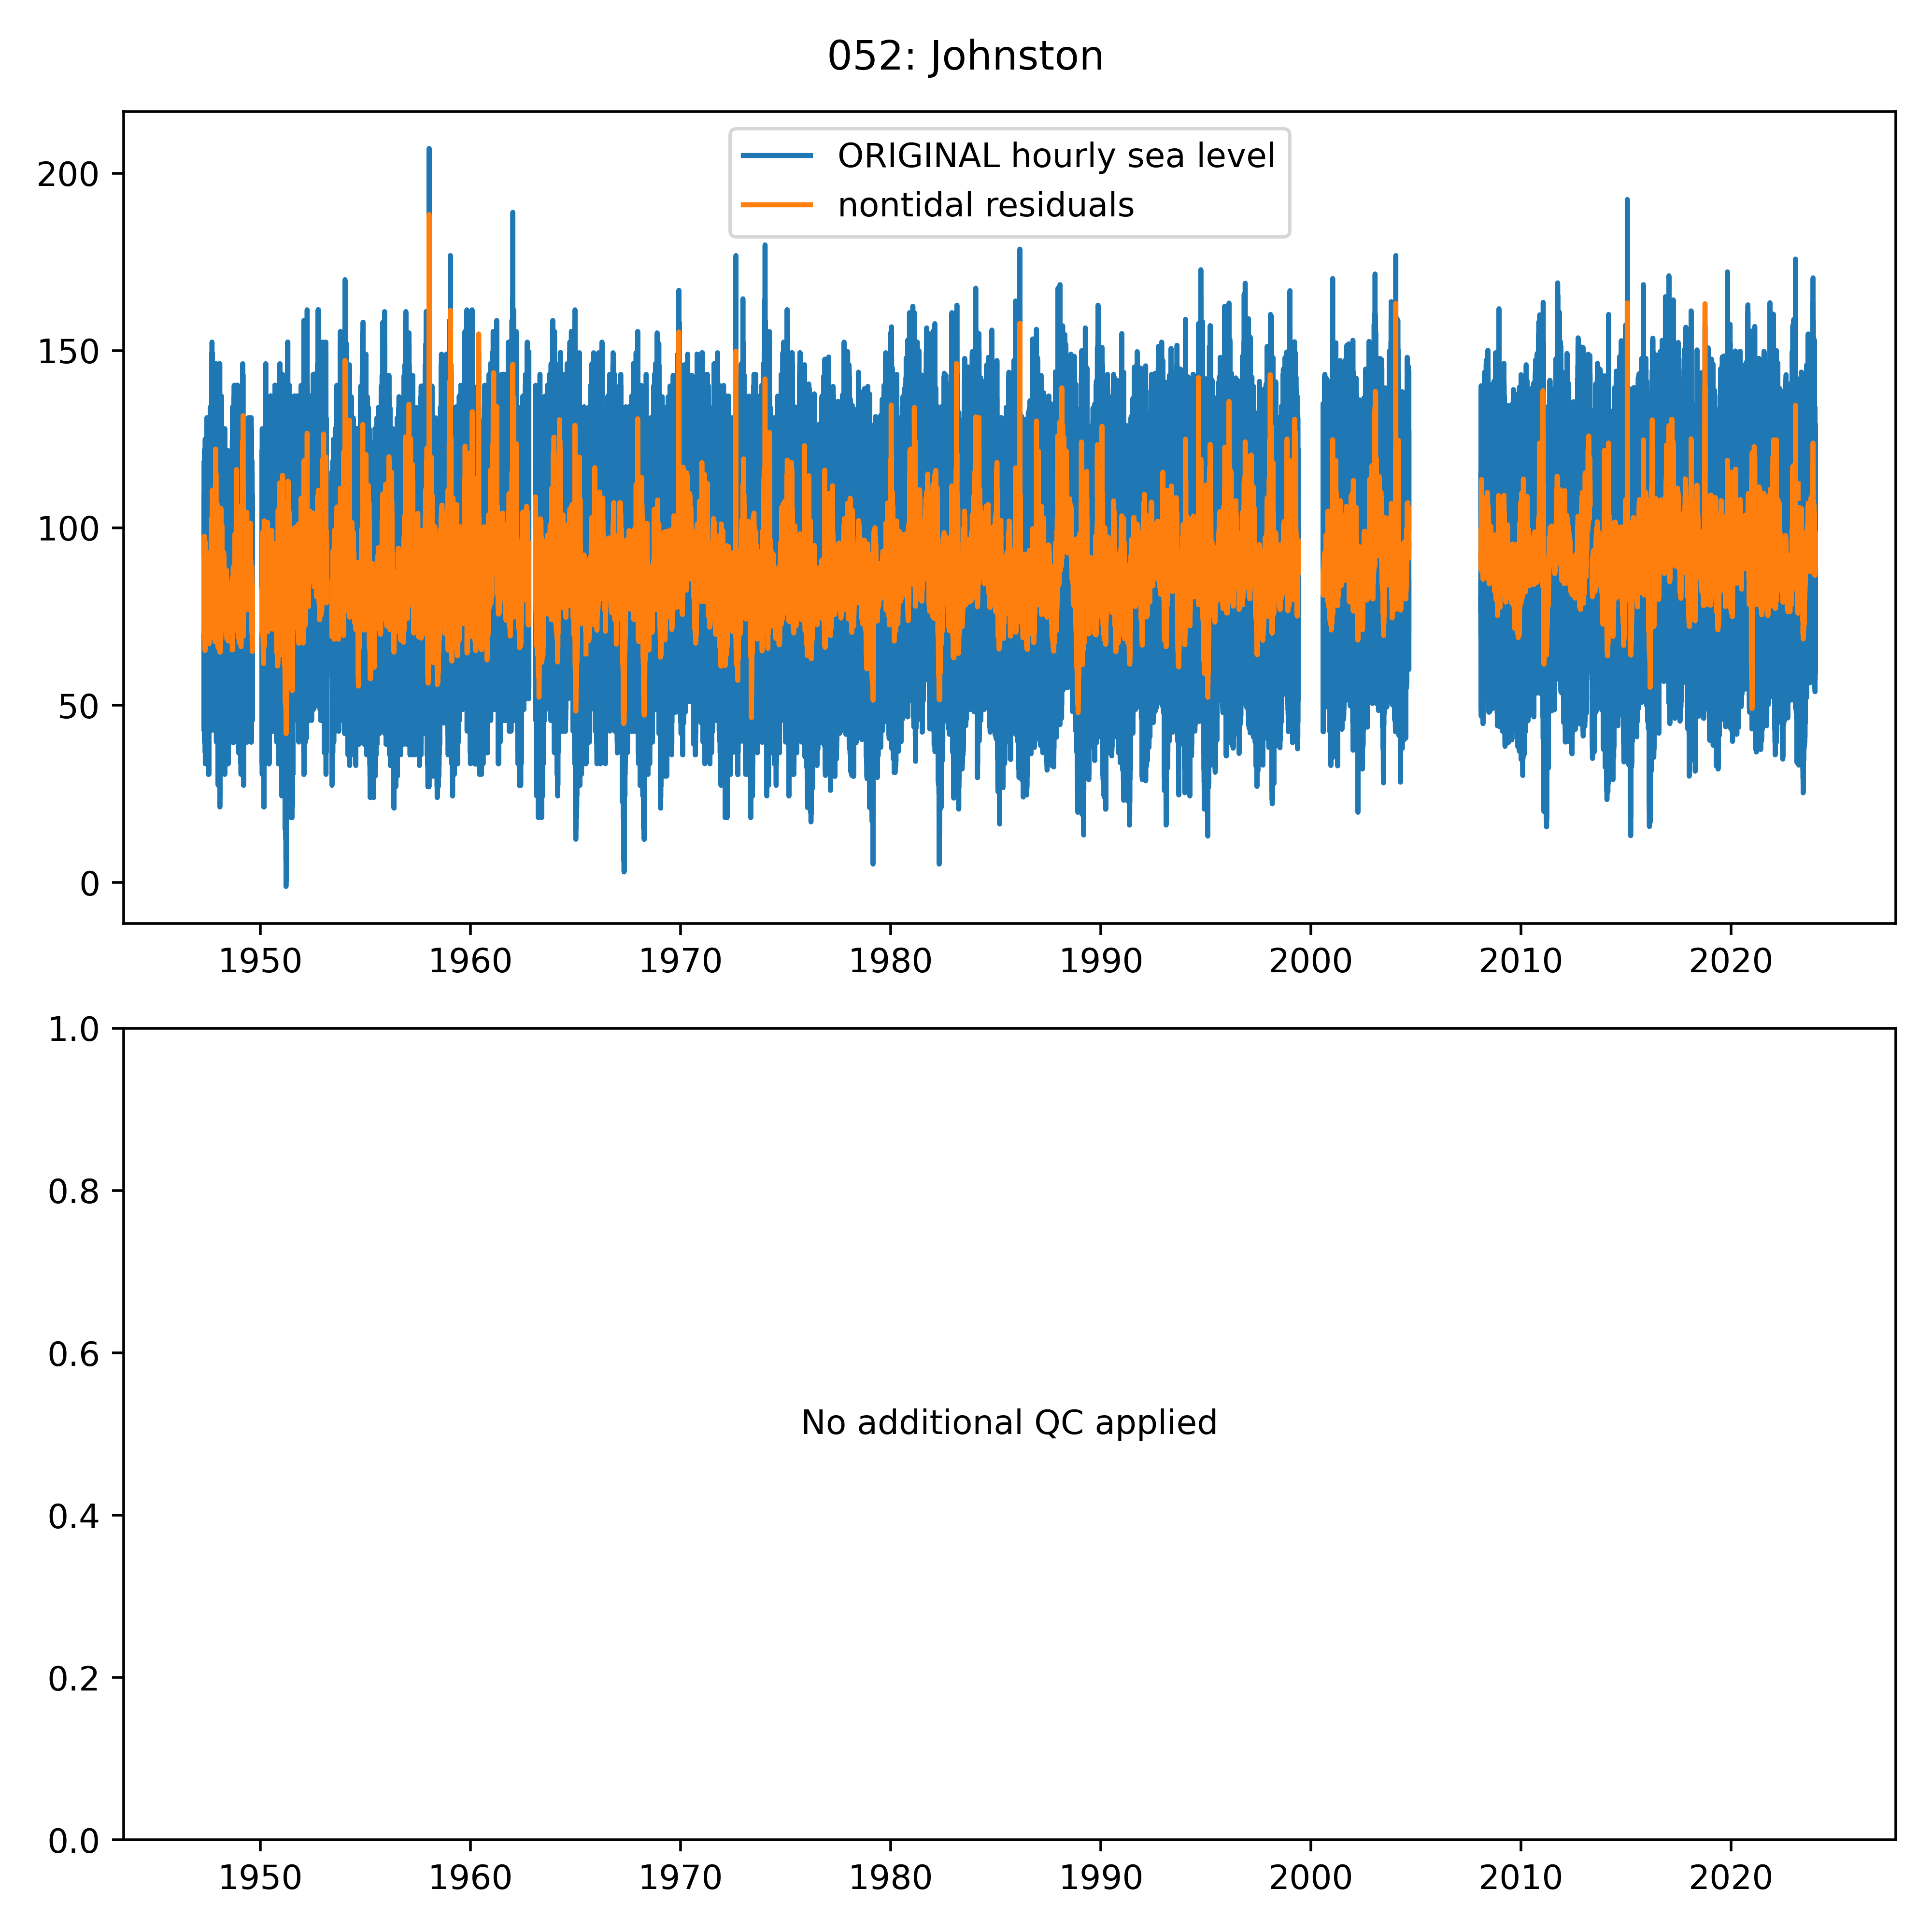 052: Johnston
ORIGINAL hourly sea level
nontidal residuals
200
150
100
50
0
1950 1960 1970 1980 1990 2000 2010 2020
1.0
0.8
0.6
No additional QC applied
0.4
0.2
0.0
1950 1960 1970 1980 1990 2000 2010 2020